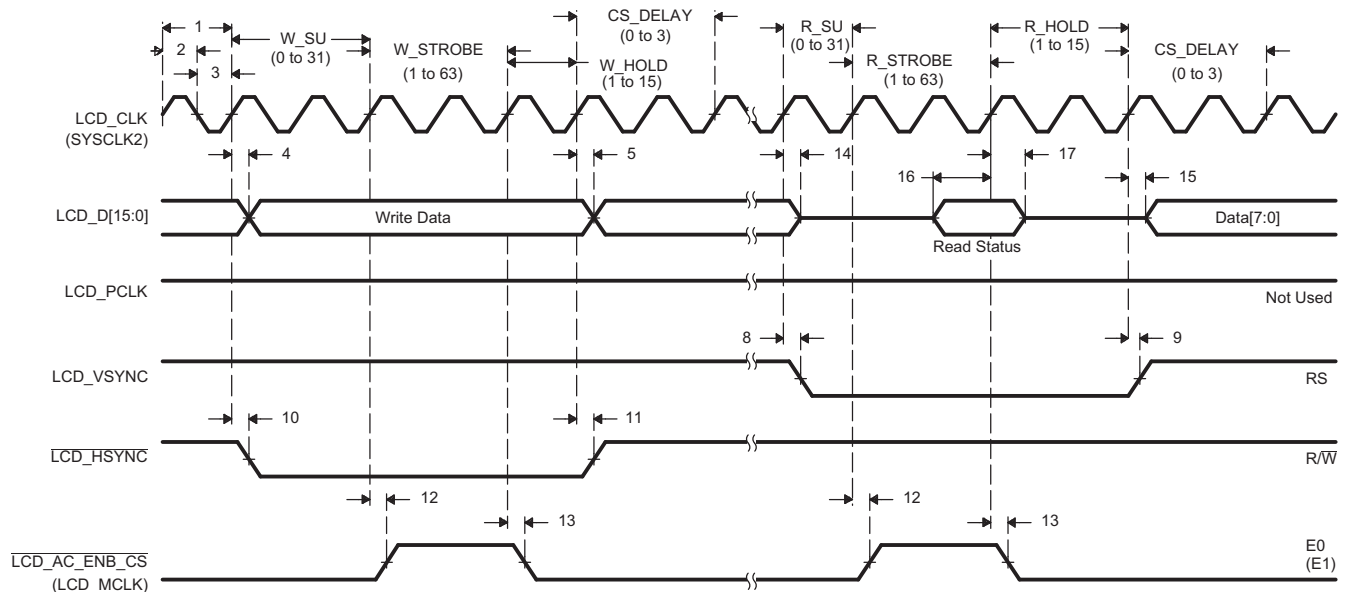 1
2
3
W_SU
(0 to 31)
W_STROBE
(1 to 63)
CS_DELAY
(0 to 3)
W_HOLD
(1 to 15)
R_SU
(0 to 31)
R_STROBE
(1 to 63)
R_HOLD
(1 to 15)
CS_DELAY
(0 to 3)
LCD_CLK
(SYSCLK2)
4
5
14
16
17
15
LCD_D[15:0]
Write Data
Read Status
Data[7:0]
LCD_PCLK
Not Used
8
9
LCD_VSYNC
RS
10
11
LCD_HSYNC
R/W
12
13
12
13
LCD_AC_ENB_CS
(LCD_MCLK)
E0
(E1)